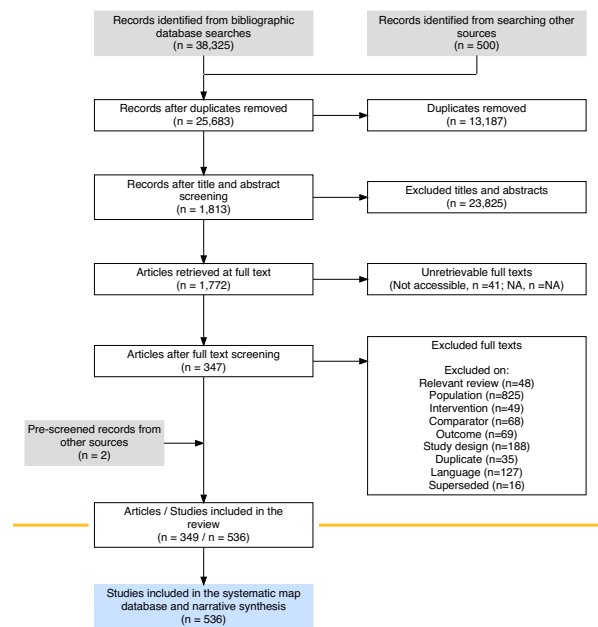 Records identified from bibliographic
database searches
(n = 38,325)
Records identified from searching other
sources
(n = 500)
Records after duplicates removed
(n = 25,683)
Duplicates removed
(n = 13,187)
Records after title and abstract
screening
(n = 1,813)
Excluded titles and abstracts
(n = 23,825)
Articles retrieved at full text
(n = 1,772)
Unretrievable full texts
(Not accessible, n =41; NA, n =NA)
Articles after full text screening
(n = 347)
Excluded full texts
Excluded on:
Relevant review (n=48)
Population (n=825)
Intervention (n=49)
Comparator (n=68)
Outcome (n=69)
Study design (n=188)
Duplicate (n=35)
Language (n=127)
Superseded (n=16)
Pre-screened records from
other sources
(n = 2)
Articles / Studies included in the
review
(n = 349 / n = 536)
Studies included in the systematic map
database and narrative synthesis
(n = 536)